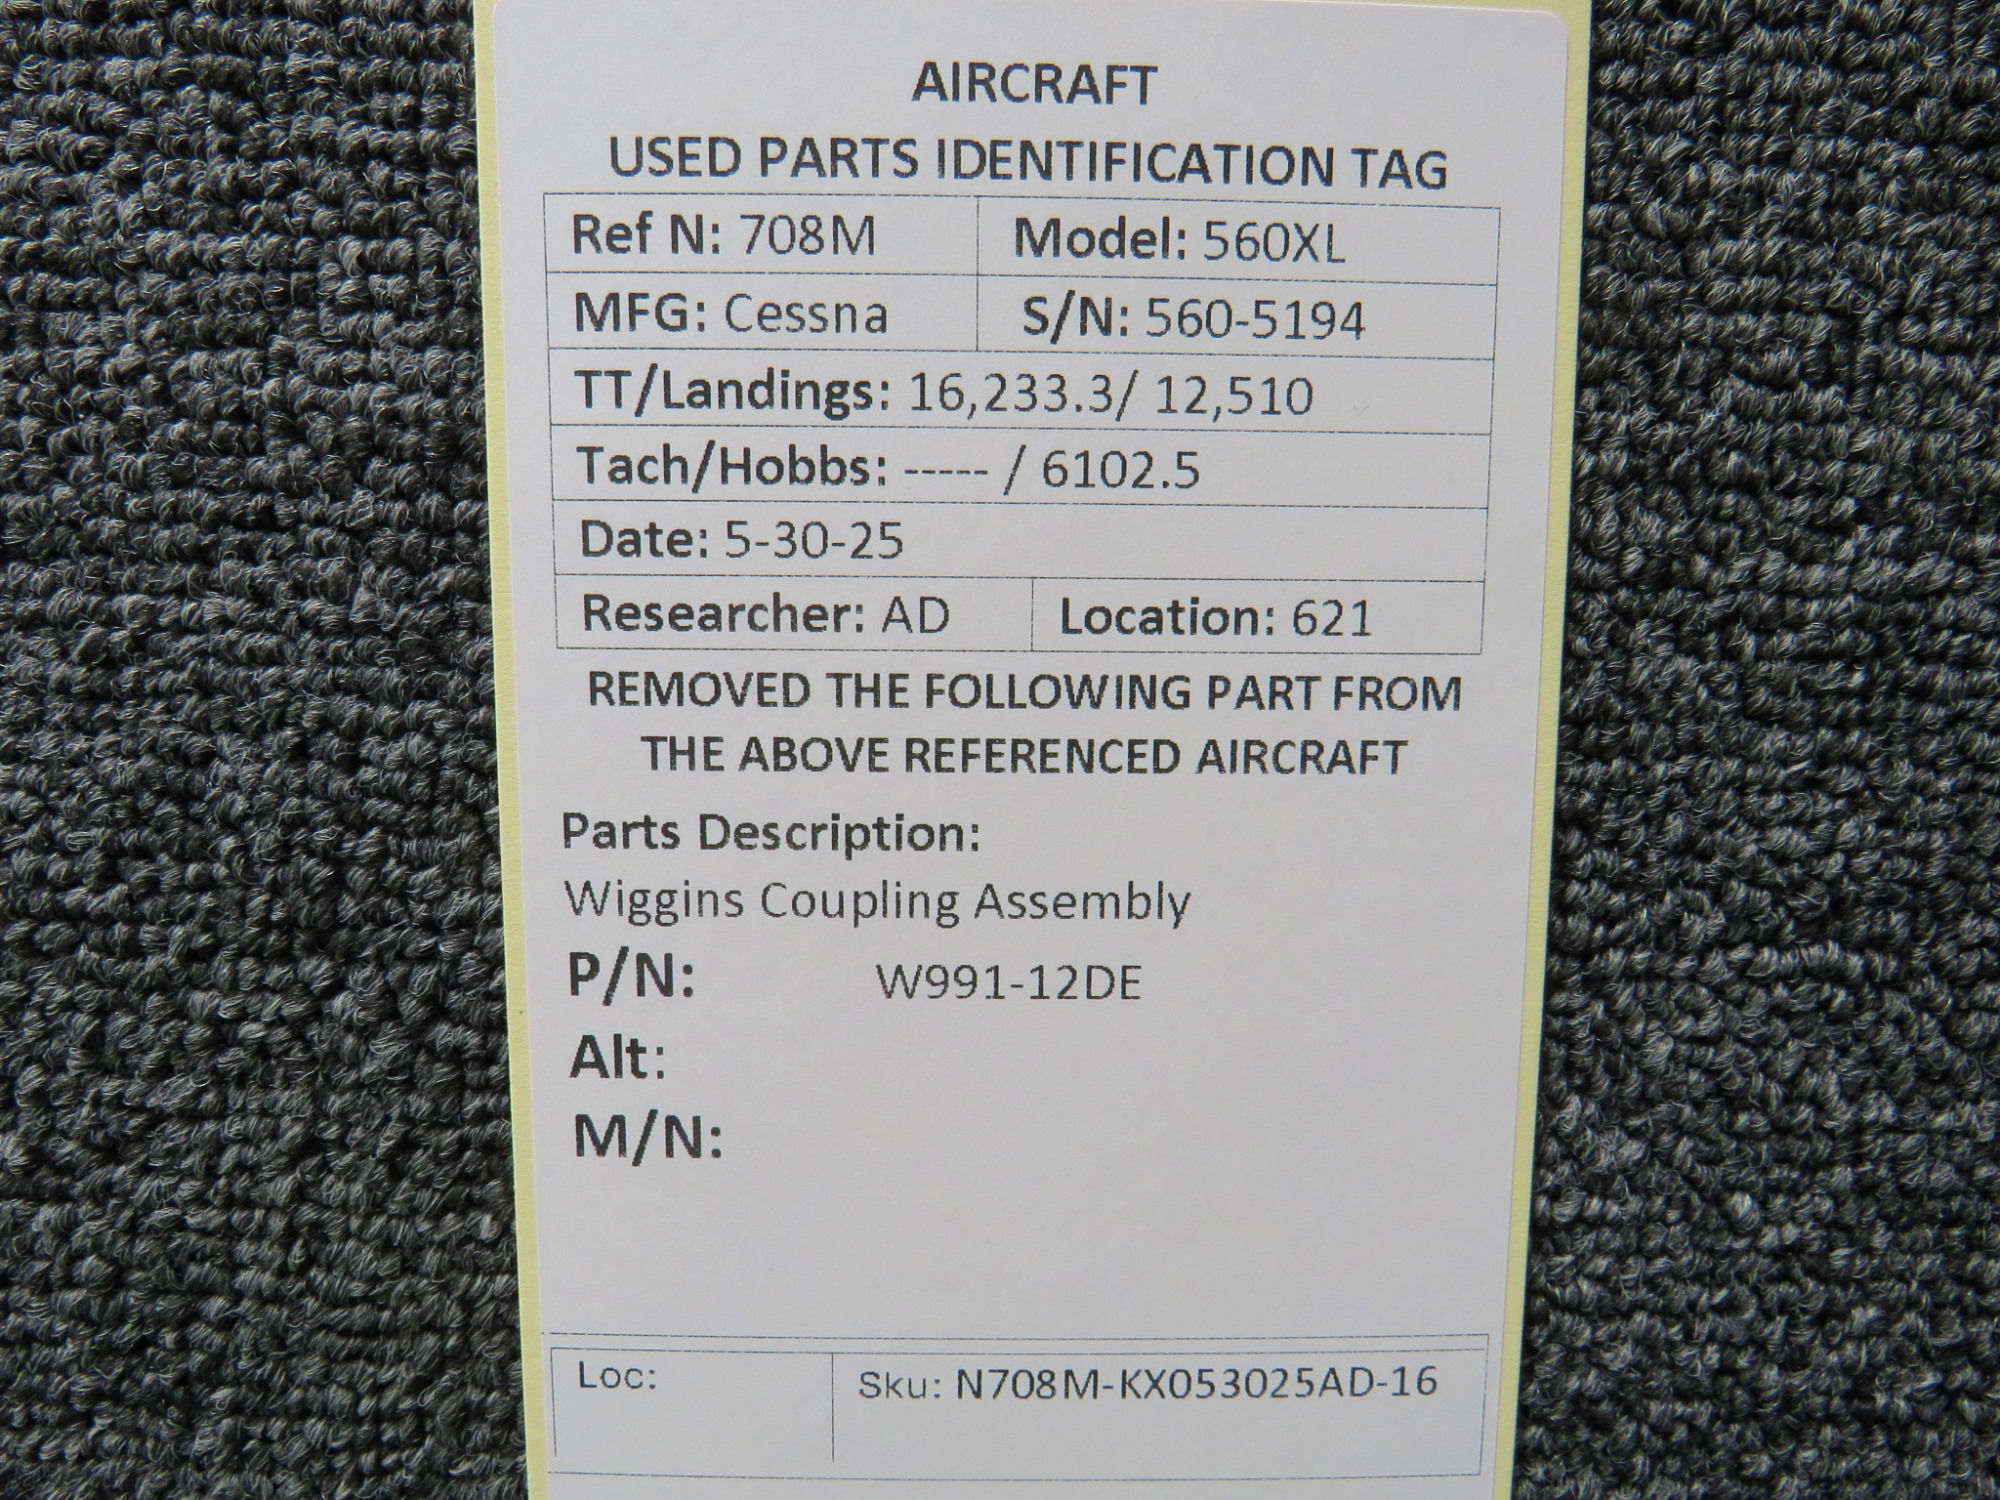 AIRCRAFT
USED PARTS IDENTIFICATION TAG
Ref N: 708M Model: 560XL
MFG: Cessna S/N: 560-5194
TT/Landings: 16,233.3/ 12,510
Tach/Hobbs: ----- / 6102.5
Date: 5-30-25
Researcher: AD Location: 621
REMOVED THE FOLLOWING PART FROM
THE ABOVE REFERENCED AIRCRAFT
Parts Description:
Wiggins Coupling Assembly
P/N: W991-12DE
Alt:
M/N:
Loc: Sku: N708M-KX053025AD-16